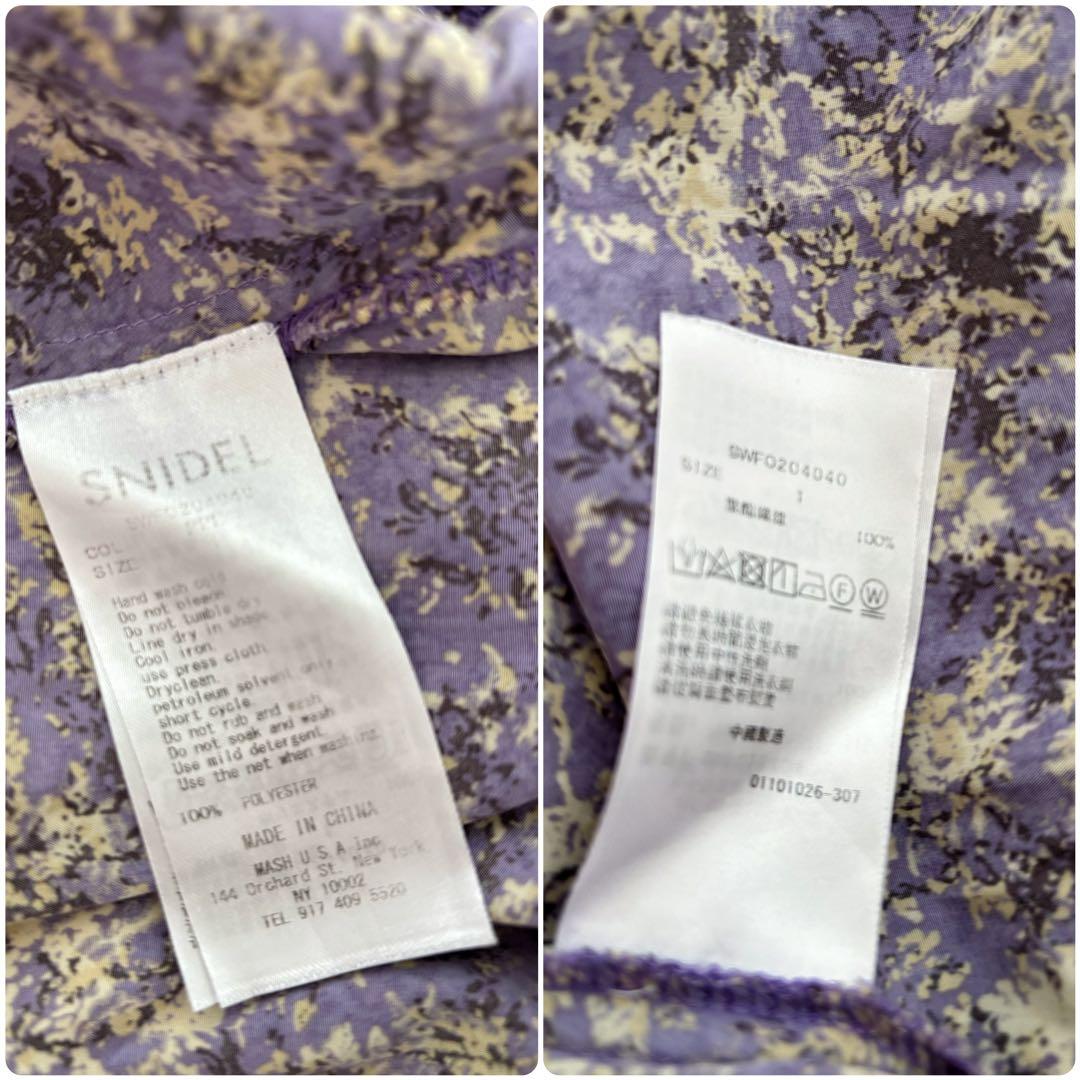 SNIDEL
COL
SIZE
Hand wash cold
Do not bleach
Do not tumble dry
Line dry in shape
Cool iron
use press cloth
Dryclean
petroleum solvent only
short cycle
Do not rub and wash
Do not soak and wash
Use mild detergent
Use the net when washing
100% POLYESTER
MADE IN CHINA
MASH U.S.A Inc
144 Orchard St. New York
NY 10002
TEL 917 409 5520
SWFO204040
SIZE 1
聚酯纖維 100%
F W
中國製造
01101026-307